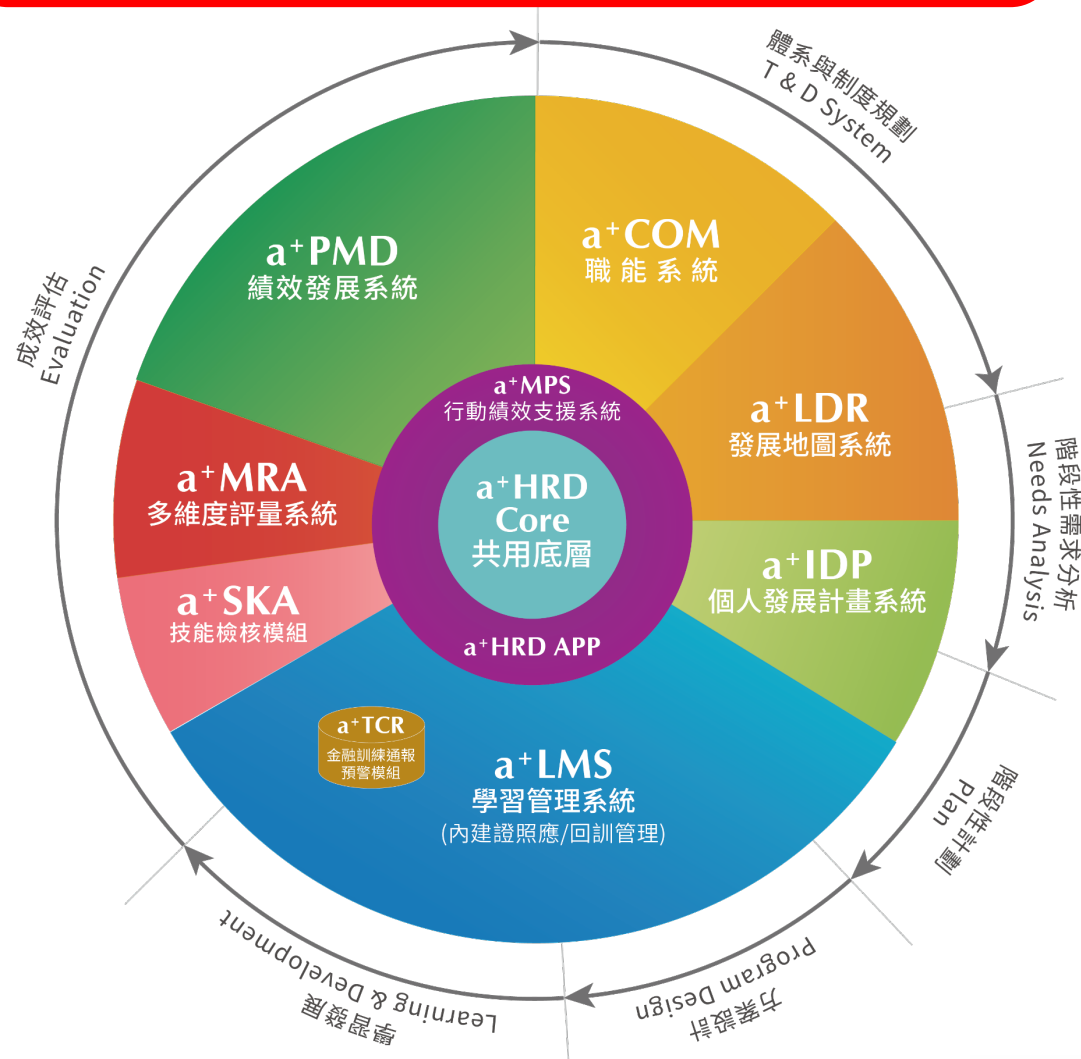 體系與制度規劃
T & D System
階段性需求分析
Needs Analysis
階段性計劃
Plan
方案設計
Program Design
學習發展
Learning & Development
成效評估
Evaluation
a⁺PMD
績效發展系統
a⁺COM
職能系統
a⁺LDR
發展地圖系統
a⁺IDP
個人發展計畫系統
a⁺LMS
學習管理系統
(內建證照應/回訓管理)
a⁺TCR
金融訓練通報
預警模組
a⁺SKA
技能檢核模組
a⁺MRA
多維度評量系統
a⁺MPS
行動績效支援系統
a⁺HRD
Core
共用底層
a⁺HRD APP